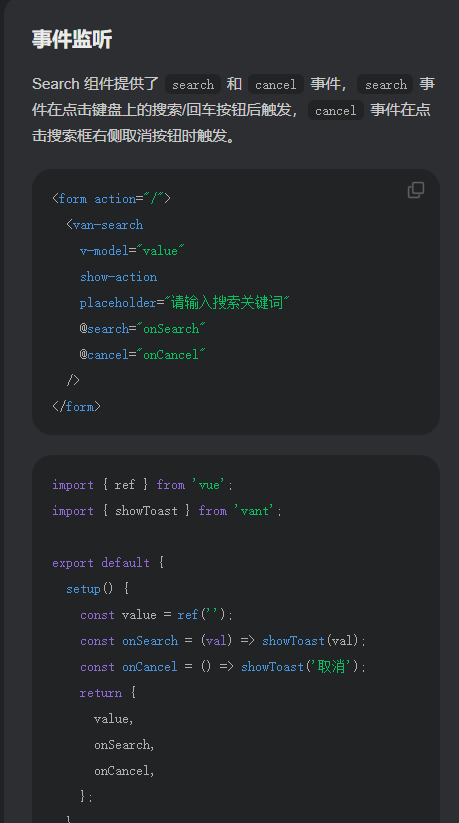 事件监听
Search 组件提供了 search 和 cancel 事件， search 事
件在点击键盘上的搜索/回车按钮后触发， cancel 事件在点
击搜索框右侧取消按钮时触发。
<form action="/">
  <van-search
    v-model="value"
    show-action
    placeholder="请输入搜索关键词"
    @search="onSearch"
    @cancel="onCancel"
  />
</form>
import { ref } from 'vue';
import { showToast } from 'vant';

export default {
  setup() {
    const value = ref('');
    const onSearch = (val) => showToast(val);
    const onCancel = () => showToast('取消');
    return {
      value,
      onSearch,
      onCancel,
    };